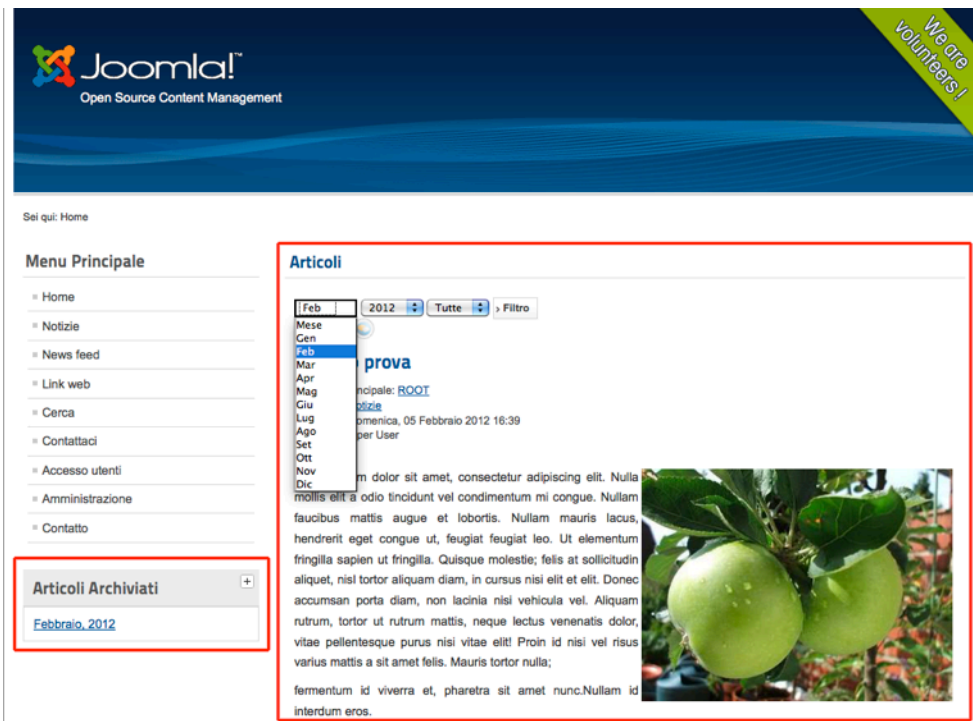 Joomla!™
Open Source Content Management
We are
volunteers !
Sei qui: Home
Menu Principale
Home
Notizie
News feed
Link web
Cerca
Contattaci
Accesso utenti
Amministrazione
Contatto
Articoli Archiviati
+
Febbraio, 2012
Articoli
Feb 2012 Tutte › Filtro
Mese
Gen
Feb
Mar
Apr
Mag
Giu
Lug
Ago
Set
Ott
Nov
Dic
prova
ncipale: ROOT
otizie
omenica, 05 Febbraio 2012 16:39
per User
m dolor sit amet, consectetur adipiscing elit. Nulla
mollis elit a odio tincidunt vel condimentum mi congue. Nullam
faucibus mattis augue et lobortis. Nullam mauris lacus,
hendrerit eget congue ut, feugiat feugiat leo. Ut elementum
fringilla sapien ut fringilla. Quisque molestie; felis at sollicitudin
aliquet, nisl tortor aliquam diam, in cursus nisi elit et elit. Donec
accumsan porta diam, non lacinia nisi vehicula vel. Aliquam
rutrum, tortor ut rutrum mattis, neque lectus venenatis dolor,
vitae pellentesque purus nisi vitae elit! Proin id nisi vel risus
varius mattis a sit amet felis. Mauris tortor nulla;
fermentum id viverra et, pharetra sit amet nunc.Nullam id
interdum eros.